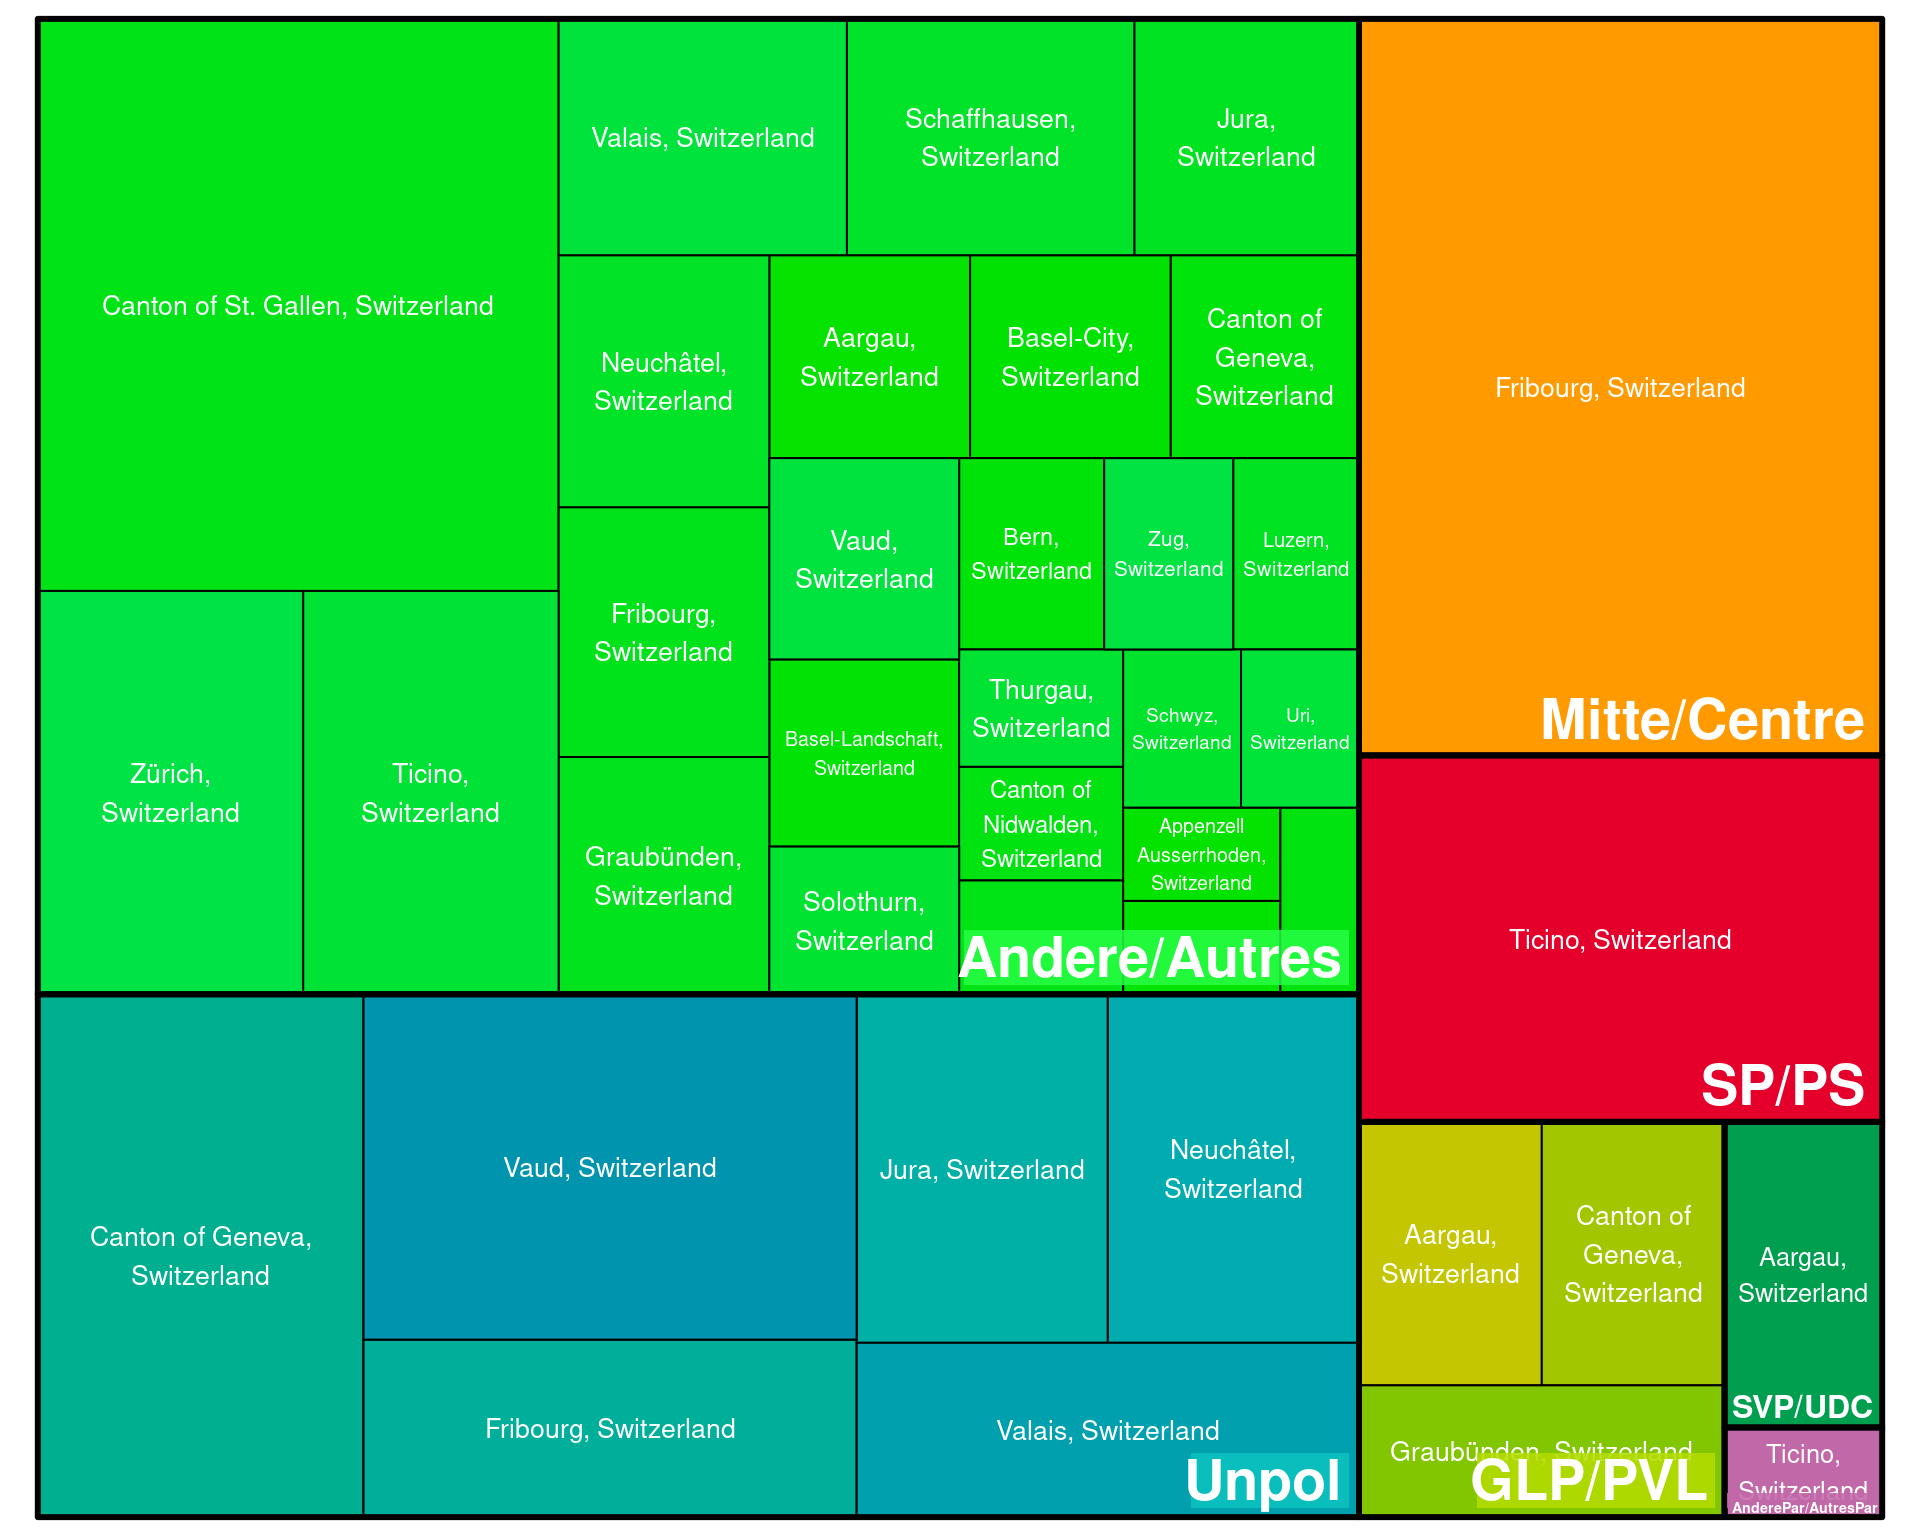 Canton of St. Gallen, Switzerland
Valais, Switzerland
Schaffhausen,
Switzerland
Jura,
Switzerland
Neuchâtel,
Switzerland
Aargau,
Switzerland
Basel-City,
Switzerland
Canton of
Geneva,
Switzerland
Fribourg,
Switzerland
Vaud,
Switzerland
Bern,
Switzerland
Zug,
Switzerland
Luzern,
Switzerland
Zürich,
Switzerland
Ticino,
Switzerland
Graubünden,
Switzerland
Basel-Landschaft,
Switzerland
Solothurn,
Switzerland
Thurgau,
Switzerland
Canton of
Nidwalden,
Switzerland
Schwyz,
Switzerland
Uri,
Switzerland
Appenzell
Ausserrhoden,
Switzerland
Andere/Autres
Fribourg, Switzerland
Mitte/Centre
Ticino, Switzerland
SP/PS
Canton of Geneva,
Switzerland
Vaud, Switzerland
Fribourg, Switzerland
Jura, Switzerland
Neuchâtel,
Switzerland
Valais, Switzerland
Unpol
Aargau,
Switzerland
Canton of
Geneva,
Switzerland
Graubünden, Switzerland
GLP/PVL
Aargau,
Switzerland
SVP/UDC
Ticino,
Switzerland
AnderePar/AutresPar